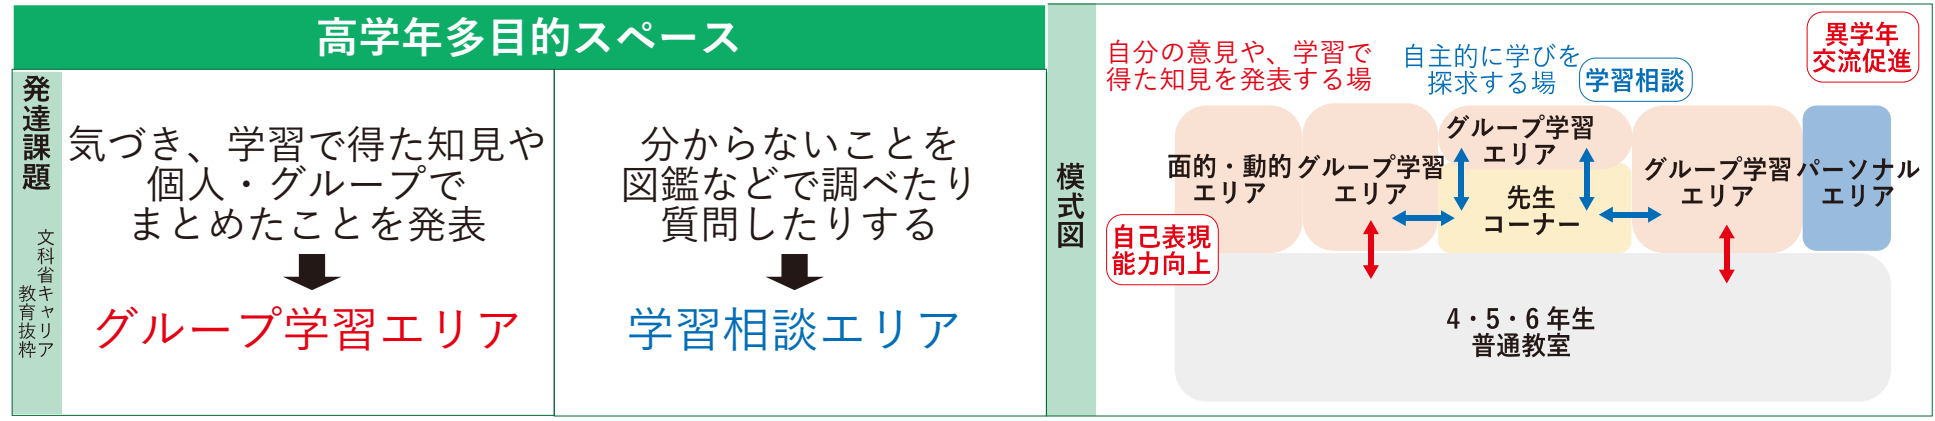 高学年多目的スペース
発達課題
文科省キャリア
教育抜粋
気づき、学習で得た知見や
個人・グループで
まとめたことを発表
グループ学習エリア
分からないことを
図鑑などで調べたり
質問したりする
学習相談エリア
模式図
自分の意見や、学習で
得た知見を発表する場
自主的に学びを
探求する場
学習相談
異学年
交流促進
面的・動的
エリア
グループ学習
エリア
グループ学習
エリア
先生
コーナー
グループ学習
エリア
パーソナル
エリア
自己表現
能力向上
4・5・6 年生
普通教室